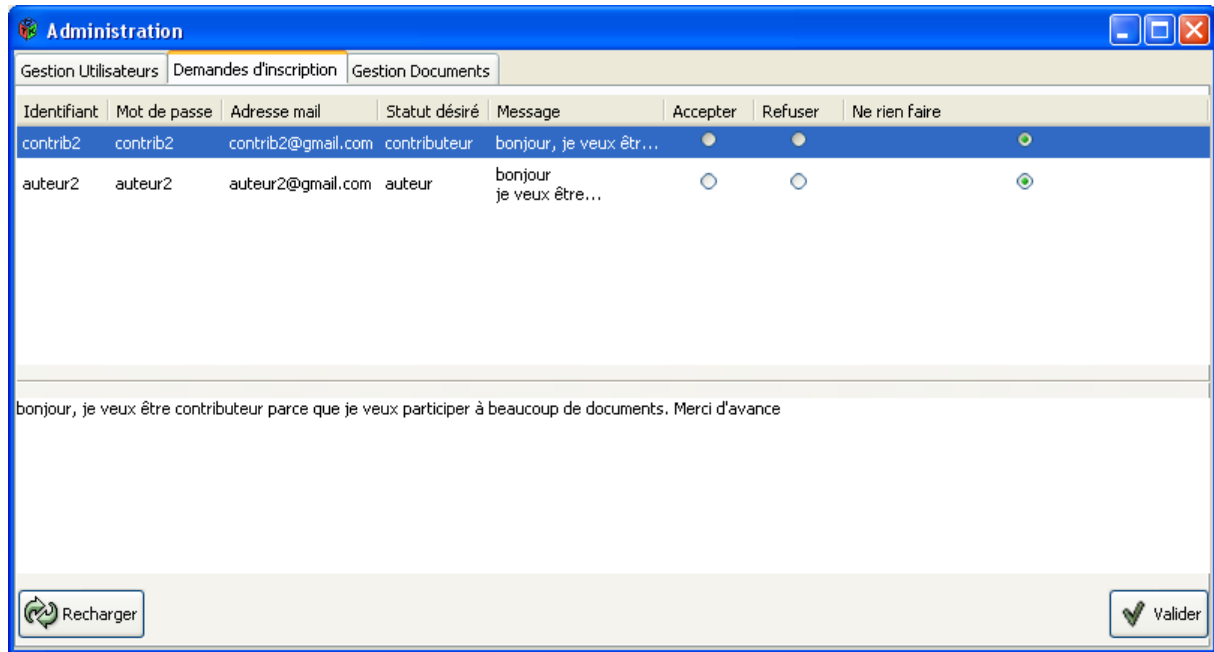 Administration
Gestion Utilisateurs Demandes d'inscription Gestion Documents
Identifiant Mot de passe Adresse mail Statut désiré Message Accepter Refuser Ne rien faire
contrib2 contrib2 contrib2@gmail.com contributeur bonjour, je veux êtr...
auteur2 auteur2 auteur2@gmail.com auteur bonjour
je veux être...
bonjour, je veux être contributeur parce que je veux participer à beaucoup de documents. Merci d'avance
Recharger Valider